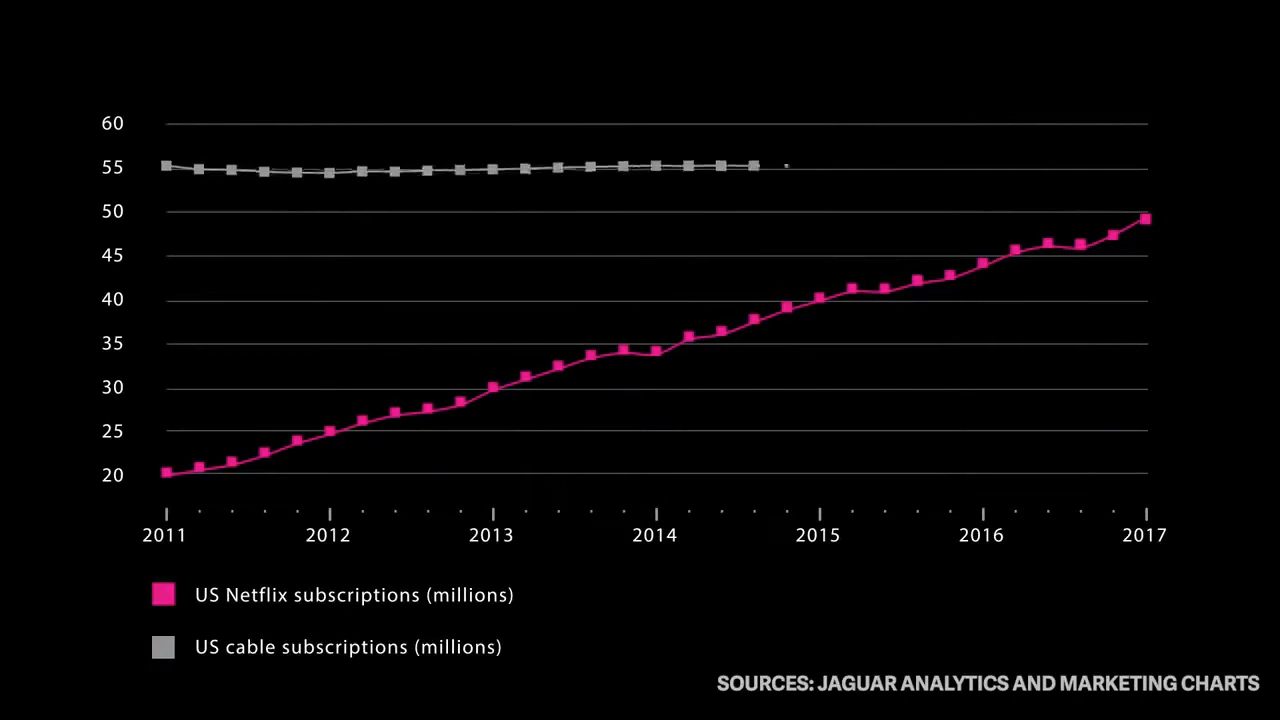 60
55
50
45
40
35
30
25
20
2011 2012 2013 2014 2015 2016 2017
US Netflix subscriptions (millions)
US cable subscriptions (millions)
SOURCES: JAGUAR ANALYTICS AND MARKETING CHARTS